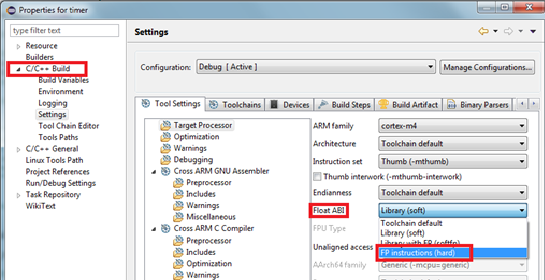 Properties for timer
type filter text
Resource
Builders
C/C++ Build
Build Variables
Environment
Logging
Settings
Tool Chain Editor
Tools Paths
C/C++ General
Linux Tools Path
Project References
Run/Debug Settings
Task Repository
WikiText
Settings
Configuration: Debug [ Active ] Manage Configurations...
Tool Settings Toolchains Devices Build Steps Build Artifact Binary Parsers
Target Processor
Optimization
Warnings
Debugging
Cross ARM GNU Assembler
Preprocessor
Includes
Warnings
Miscellaneous
Cross ARM C Compiler
Preprocessor
Includes
Optimization
Warnings
ARM family cortex-m4
Architecture Toolchain default
Instruction set Thumb (-mthumb)
Thumb interwork (-mthumb-interwork)
Endianness Toolchain default
Float ABI Library (soft)
Toolchain default
FPU Type Library (soft)
Library with FP (softfp)
Unaligned access FP instructions (hard)
AArch64 family Generic (-mcpu= generic)